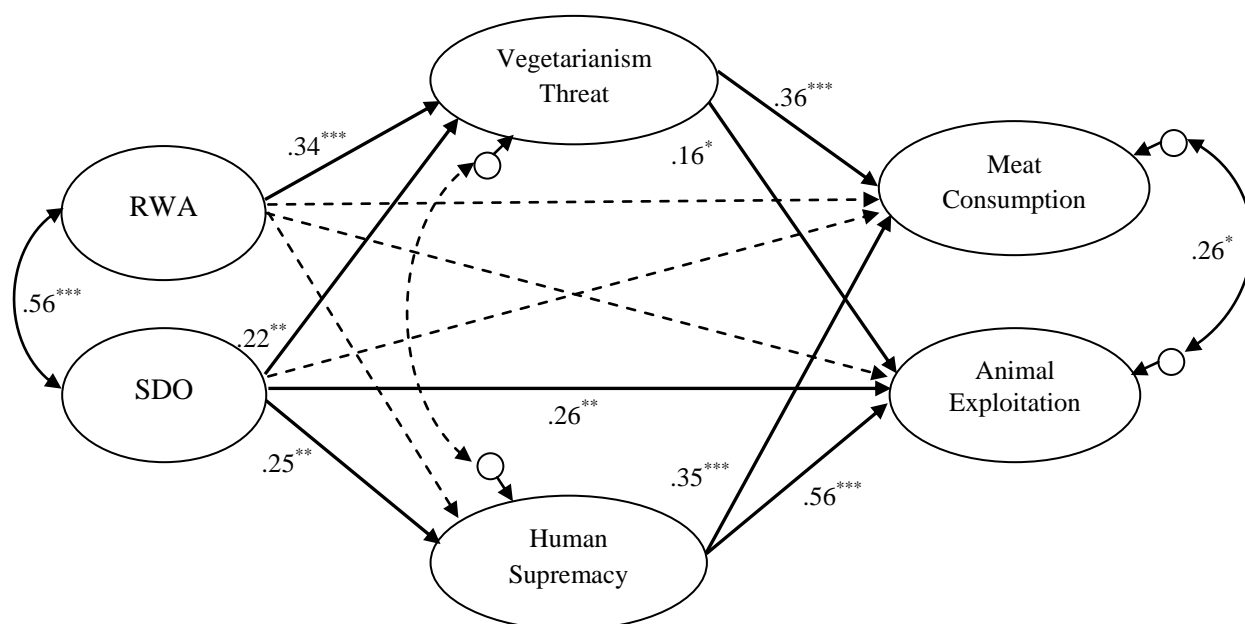 Vegetarianism
Threat
.36***
.34***
.16*
Meat
Consumption
RWA
.26*
.56***
.22**
SDO
Animal
Exploitation
.26**
.25**
.35***
.56***
Human
Supremacy